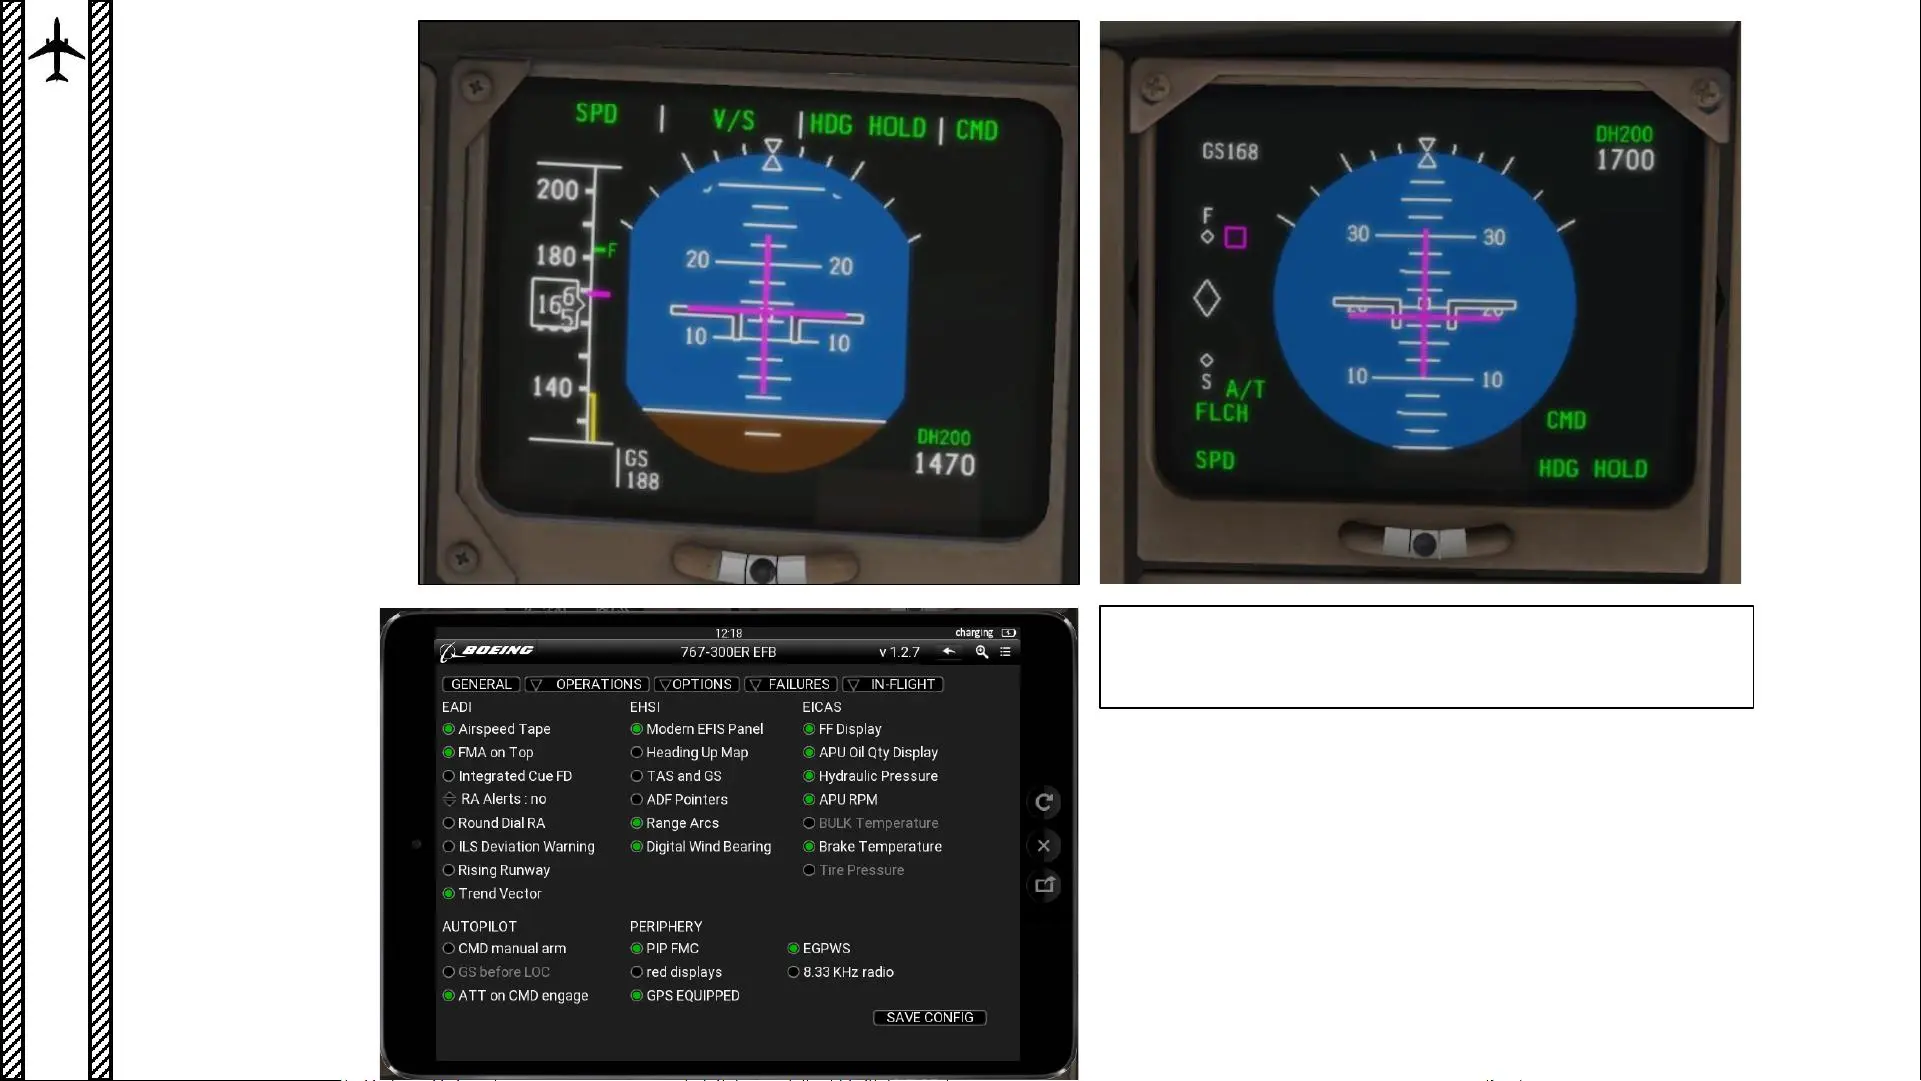 SPD | V/S | HDG HOLD | CMD
200
180
F
16 6
5
140
20 20
10 10
GS
188
DH200
1470
GS168
DH200
1700
F
S
30 30
20 20
10 10
A/T
FLCH
SPD
CMD
HDG HOLD
12:18 charging
BOEING 767-300ER EFB v 1.2.7
GENERAL OPERATIONS OPTIONS FAILURES IN-FLIGHT
EADI
Airspeed Tape
FMA on Top
Integrated Cue FD
RA Alerts : no
Round Dial RA
ILS Deviation Warning
Rising Runway
Trend Vector
EHSI
Modern EFIS Panel
Heading Up Map
TAS and GS
ADF Pointers
Range Arcs
Digital Wind Bearing
EICAS
FF Display
APU Oil Qty Display
Hydraulic Pressure
APU RPM
BULK Temperature
Brake Temperature
Tire Pressure
AUTOPILOT
CMD manual arm
GS before LOC
ATT on CMD engage
PERIPHERY
PIP FMC
red displays
GPS EQUIPPED
EGPWS
8.33 KHz radio
SAVE CONFIG